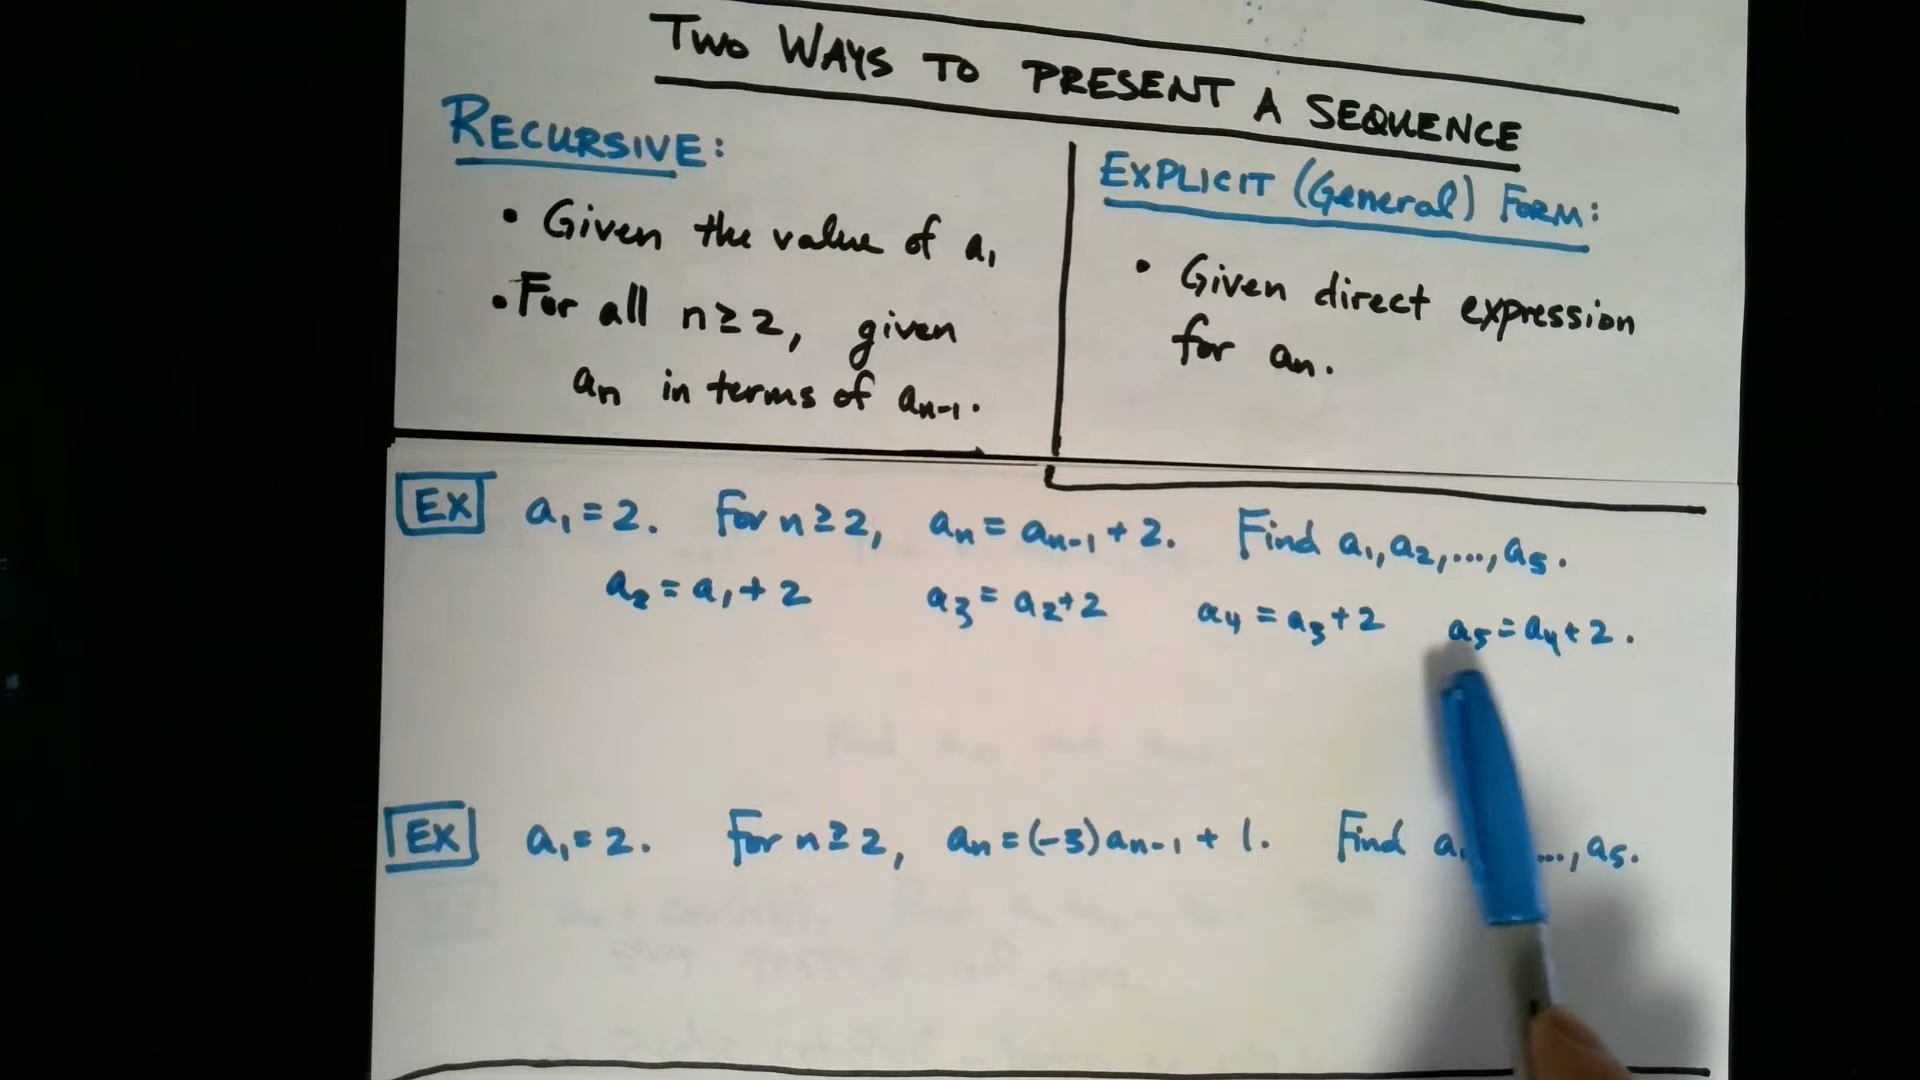 Two WAYS TO PRESENT A SEQUENCE
RECURSIVE:
• Given the value of a₁
• For all n ≥ 2, given
aₙ in terms of aₙ₋₁.
EXPLICIT (General) FORM:
• Given direct expression
for aₙ.
EX a₁ = 2. For n ≥ 2, aₙ = aₙ₋₁ + 2. Find a₁, a₂, ..., a₅.
a₂ = a₁ + 2 a₃ = a₂ + 2 a₄ = a₃ + 2 a₅ = a₄ + 2.
EX a₁ = 2. For n ≥ 2, aₙ = (-3)aₙ₋₁ + 1. Find a₁ ..., a₅.